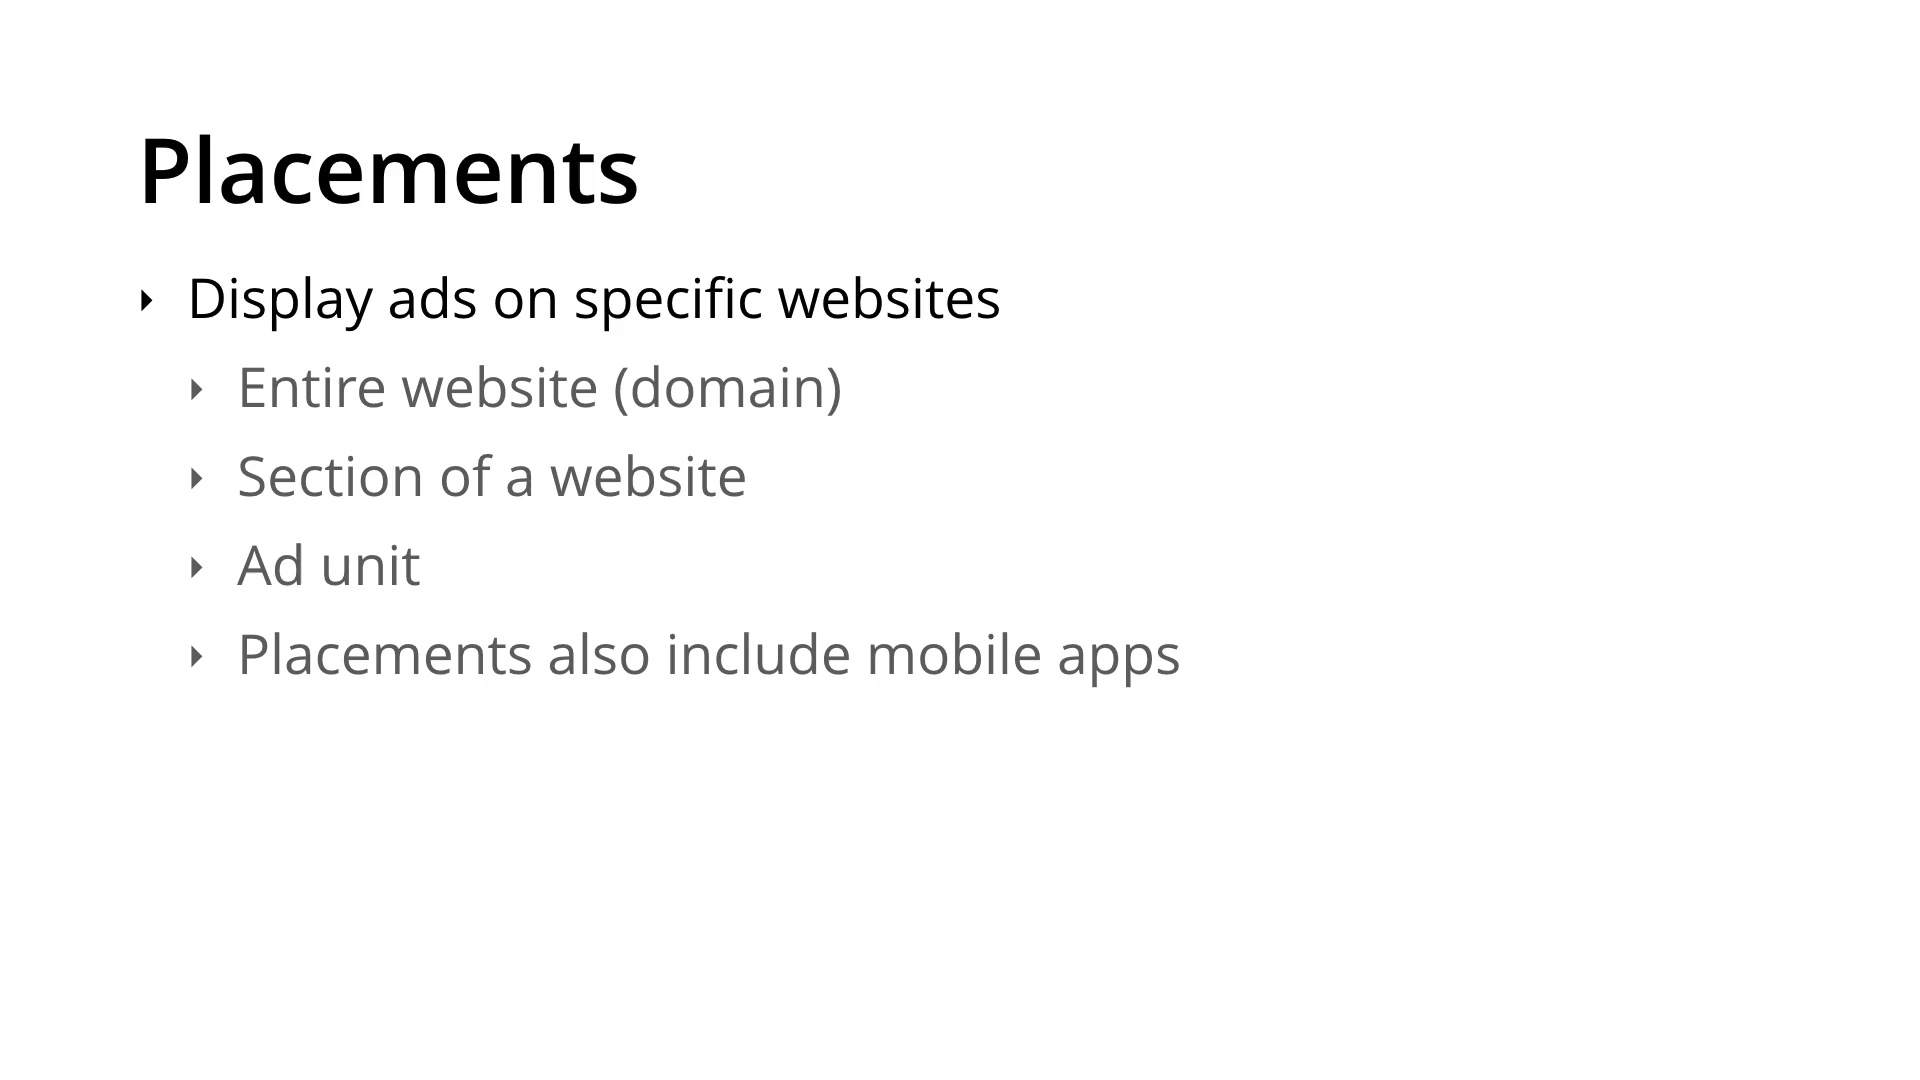 Placements
‣ Display ads on specific websites
‣ Entire website (domain)
‣ Section of a website
‣ Ad unit
‣ Placements also include mobile apps